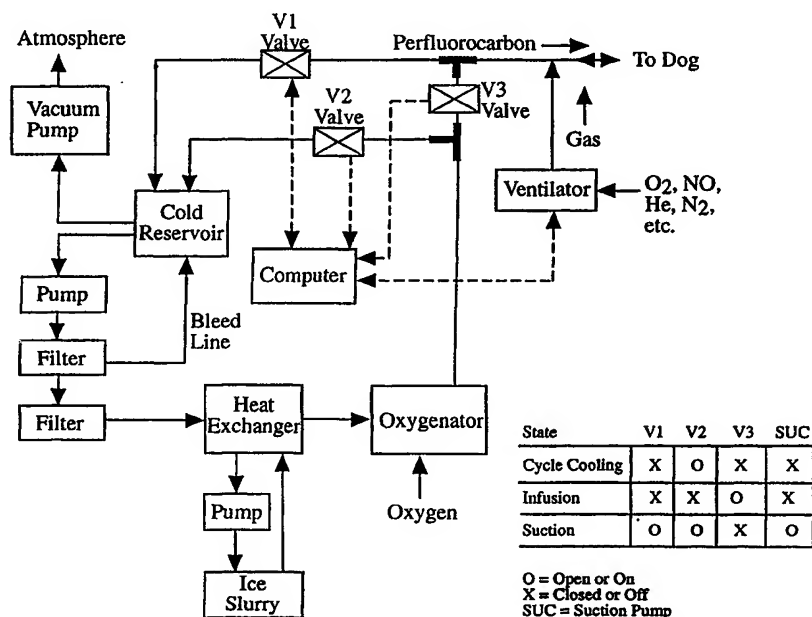 Atmosphere
V1
Valve
Perfluorocarbon
To Dog
V2
Valve
V3
Valve
Vacuum
Pump
Gas
Ventilator
O2, NO,
He, N2,
etc.
Cold
Reservoir
Computer
Pump
Bleed
Line
Filter
Filter
Heat
Exchanger
Oxygenator
Pump
Oxygen
Ice
Slurry
State V1 V2 V3 SUC
Cycle Cooling X O X X
Infusion X X O X
Suction O O X O
O = Open or On
X = Closed or Off
SUC = Suction Pump